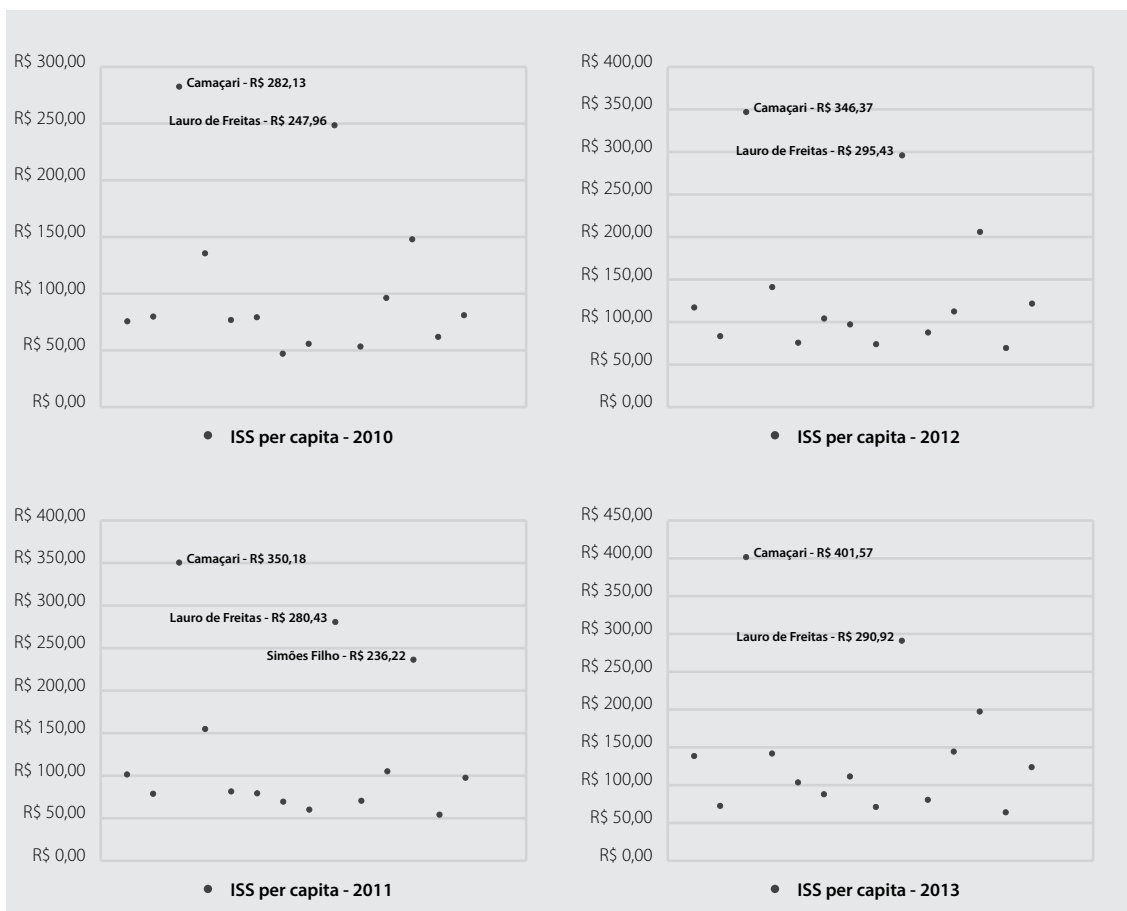 R$ 300,00
R$ 250,00
R$ 200,00
R$ 150,00
R$ 100,00
R$ 50,00
R$ 0,00
Camaçari - R$ 282,13
Lauro de Freitas - R$ 247,96
ISS per capita - 2010
R$ 400,00
R$ 350,00
R$ 300,00
R$ 250,00
R$ 200,00
R$ 150,00
R$ 100,00
R$ 50,00
R$ 0,00
Camaçari - R$ 346,37
Lauro de Freitas - R$ 295,43
ISS per capita - 2012
R$ 400,00
R$ 350,00
R$ 300,00
R$ 250,00
R$ 200,00
R$ 150,00
R$ 100,00
R$ 50,00
R$ 0,00
Camaçari - R$ 350,18
Lauro de Freitas - R$ 280,43
Simões Filho - R$ 236,22
ISS per capita - 2011
R$ 450,00
R$ 400,00
R$ 350,00
R$ 300,00
R$ 250,00
R$ 200,00
R$ 150,00
R$ 100,00
R$ 50,00
R$ 0,00
Camaçari - R$ 401,57
Lauro de Freitas - R$ 290,92
ISS per capita - 2013